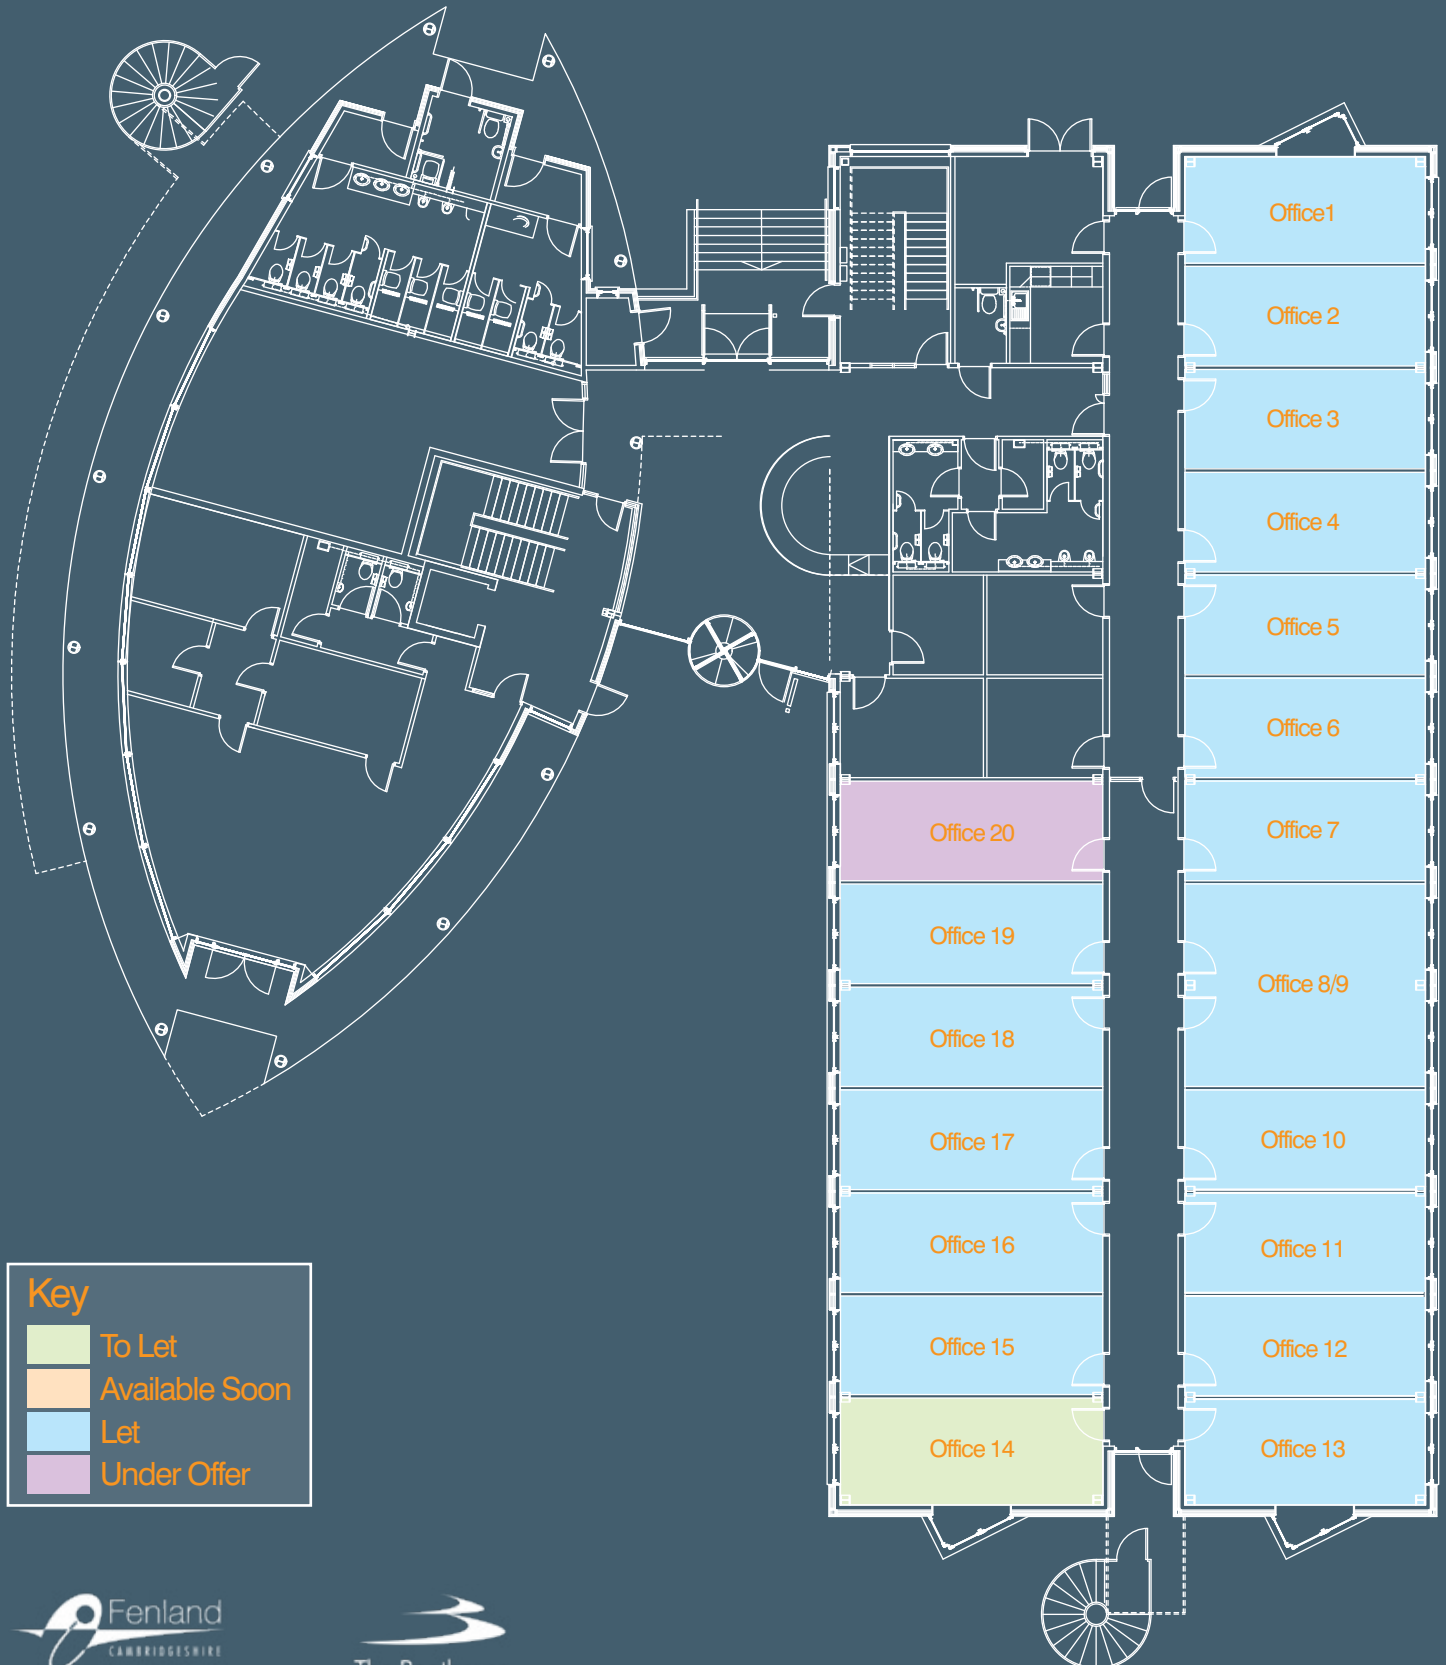 Office1
Office 2
Office 3
Office 4
Office 5
Office 6
Office 20
Office 7
Office 19
Office 8/9
Office 18
Office 17
Office 10
Office 16
Office 11
Office 15
Office 12
Office 14
Office 13
Key
To Let
Available Soon
Let
Under Offer
Fenland
CAMBRIDGESHIRE